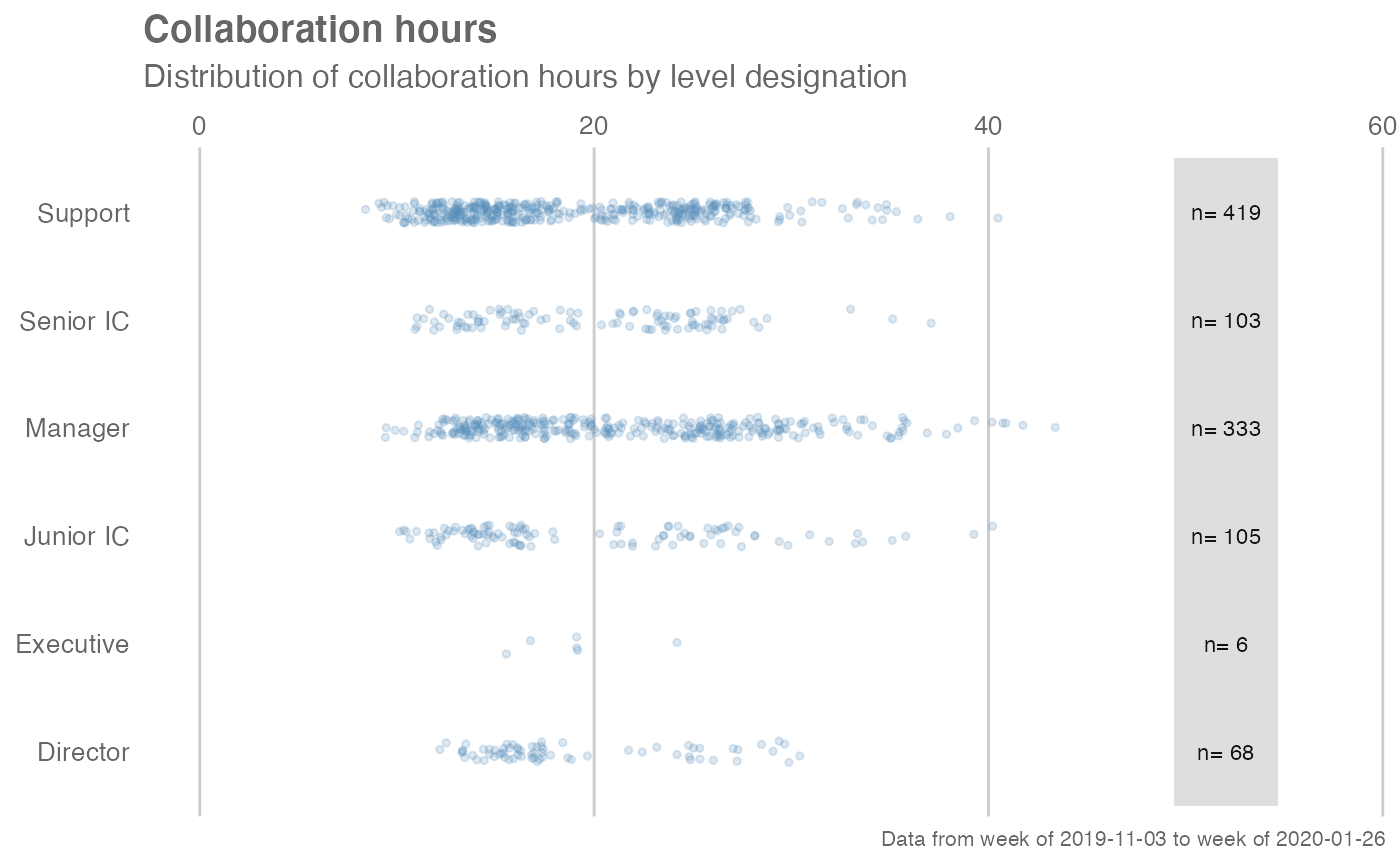 Collaboration hours
Distribution of collaboration hours by level designation
0 20 40 60
Support n= 419
Senior IC n= 103
Manager n= 333
Junior IC n= 105
Executive n= 6
Director n= 68
Data from week of 2019-11-03 to week of 2020-01-26